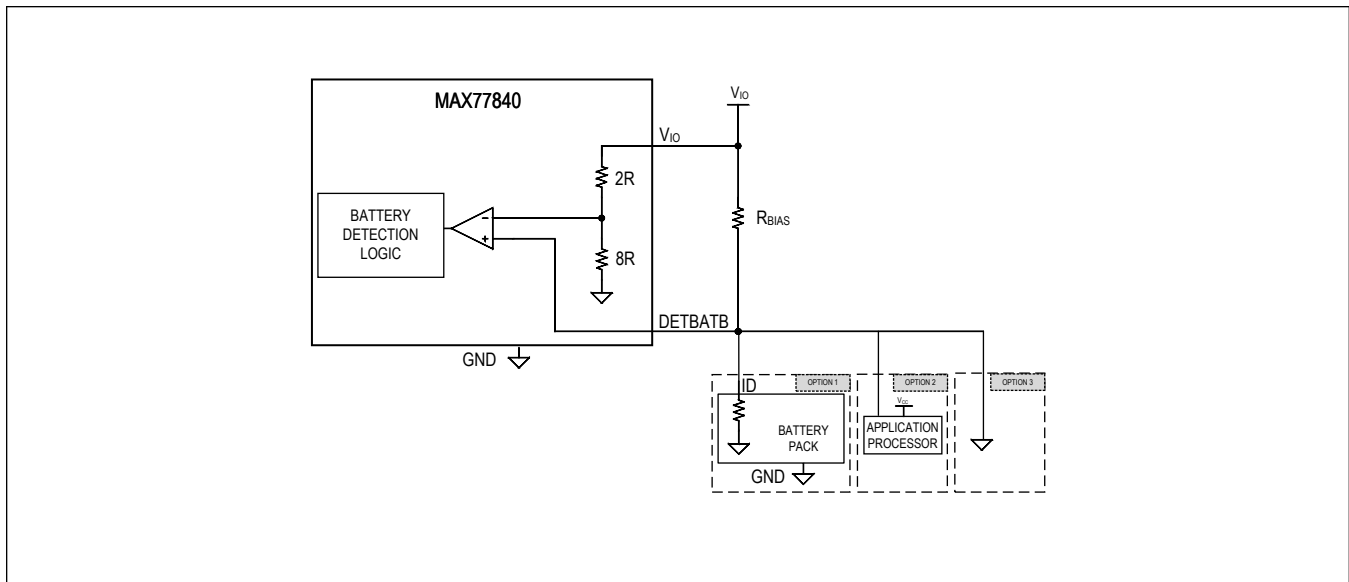 MAX77840
VIO
VIO
2R
BATTERY
DETECTION
LOGIC
-
+
8R
RBIAS
DETBATB
GND
ID
OPTION 1
OPTION 2
OPTION 3
VCC
BATTERY
PACK
APPLICATION
PROCESSOR
GND